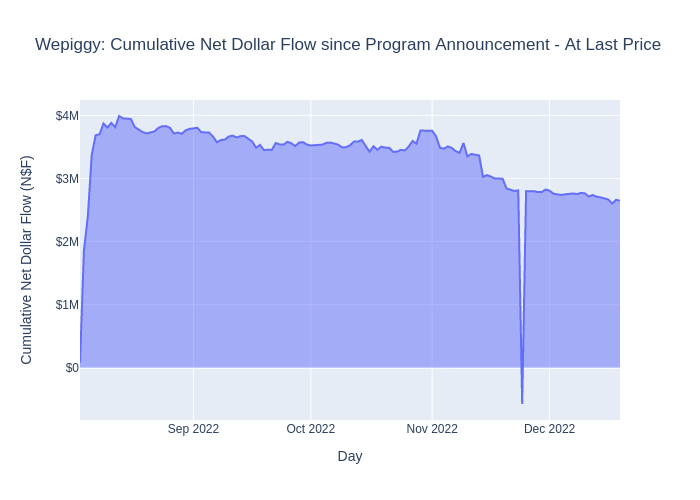 Wepiggy: Cumulative Net Dollar Flow since Program Announcement - At Last Price
Cumulative Net Dollar Flow (N$F)
$4M
$3M
$2M
$1M
$0
Sep 2022
Oct 2022
Nov 2022
Dec 2022
Day